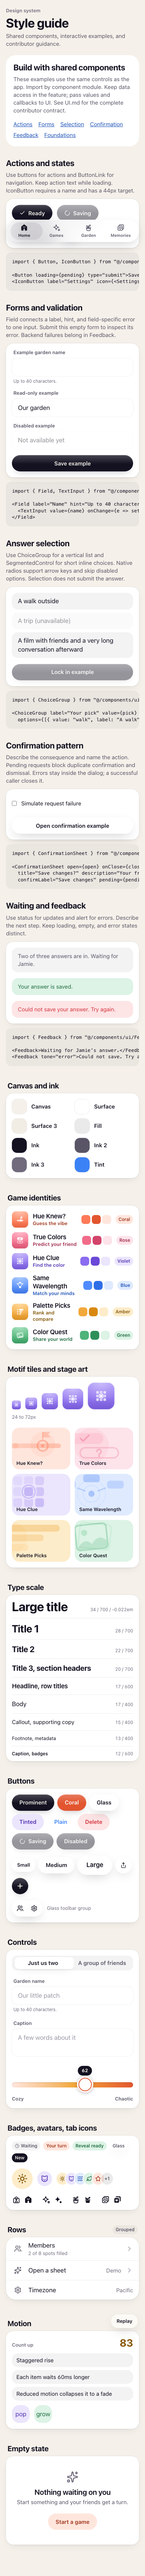 Design system
Style guide
Shared components, interactive examples, and
contributor guidance.
Build with shared components
These examples use the same controls as the
app. Import by component module. Keep data
access in features; pass values and
callbacks to UI. See UI.md for the complete
contributor contract.
Actions Forms Selection Confirmation
Feedback Foundations
Actions and states
Use buttons for actions and ButtonLink for
navigation. Keep action text while loading.
IconButton requires a name and has a 44px target.
Ready Saving
Home Games Garden Memories
import { Button, IconButton } from "@/compone
<Button loading={pending} type="submit">Save
<IconButton label="Settings" icon={<Settings
Forms and validation
Field connects a label, hint, and field-specific error
to one input. Submit this empty form to inspect its
error. Backend failures belong in Feedback.
Example garden name
Up to 40 characters.
Read-only example
Our garden
Disabled example
Not available yet
Save example
import { Field, TextInput } from "@/component
<Field label="Name" hint="Up to 40 characters
<TextInput value={name} onChange={e => set
</Field>
Answer selection
Use ChoiceGroup for a vertical list and
SegmentedControl for short inline choices. Native
radios support arrow keys and skip disabled
options. Selection does not submit the answer.
A walk outside
A trip (unavailable)
A film with friends and a very long
conversation afterward
Lock in example
import { ChoiceGroup } from "@/components/ui
<ChoiceGroup label="Your pick" value={pick}
options={[{ value: "walk", label: "A walk"
Confirmation pattern
Describe the consequence and name the action.
Pending requests block duplicate confirmation and
dismissal. Errors stay inside the dialog; a successful
caller closes it.
Simulate request failure
Open confirmation example
import { ConfirmationSheet } from "@/componen
<ConfirmationSheet open={open} onClose={close
title="Save changes?" description="Your fr
confirmLabel="Save changes" pending={pendin
Waiting and feedback
Use status for updates and alert for errors. Describe
the next step. Keep loading, empty, and error states
distinct.
Two of three answers are in. Waiting for
Jamie.
Your answer is saved.
Could not save your answer. Try again.
import { Feedback } from "@/components/ui/Fee
<Feedback>Waiting for Jamie's answer.</Feedba
<Feedback tone="error">Could not save. Try ag
Canvas and ink
Canvas Surface
Surface 3 Fill
Ink Ink 2
Ink 3 Tint
Game identities
Hue Knew?
Guess the vibe
Coral
True Colors
Predict your friend
Rose
Hue Clue
Find the color
Violet
Same
Wavelength
Match your minds
Blue
Palette Picks
Rank and
compare
Amber
Color Quest
Share your world
Green
Motif tiles and stage art
24 to 72px
Hue Knew? True Colors
Hue Clue Same Wavelength
Palette Picks Color Quest
Type scale
Large title 34 / 700 / -0.022em
Title 1 28 / 700
Title 2 22 / 700
Title 3, section headers 20 / 700
Headline, row titles 17 / 600
Body 17 / 400
Callout, supporting copy 15 / 400
Footnote, metadata 13 / 400
Caption, badges 12 / 600
Buttons
Prominent Coral Glass
Tinted Plain Delete
Saving Disabled
Small Medium Large
Glass toolbar group
Controls
Just us two A group of friends
Garden name
Our little patch
Up to 40 characters.
Caption
A few words about it
62
Cozy Chaotic
Badges, avatars, tab icons
Waiting Your turn Reveal ready Glass
New
+1
Rows Grouped
Members
2 of 8 spots filled
Open a sheet Demo
Timezone Pacific
Motion Replay
Count up 83
Staggered rise
Each item waits 60ms longer
Reduced motion collapses it to a fade
pop grow
Empty state
Nothing waiting on you
Start something and your friends get a turn.
Start a game